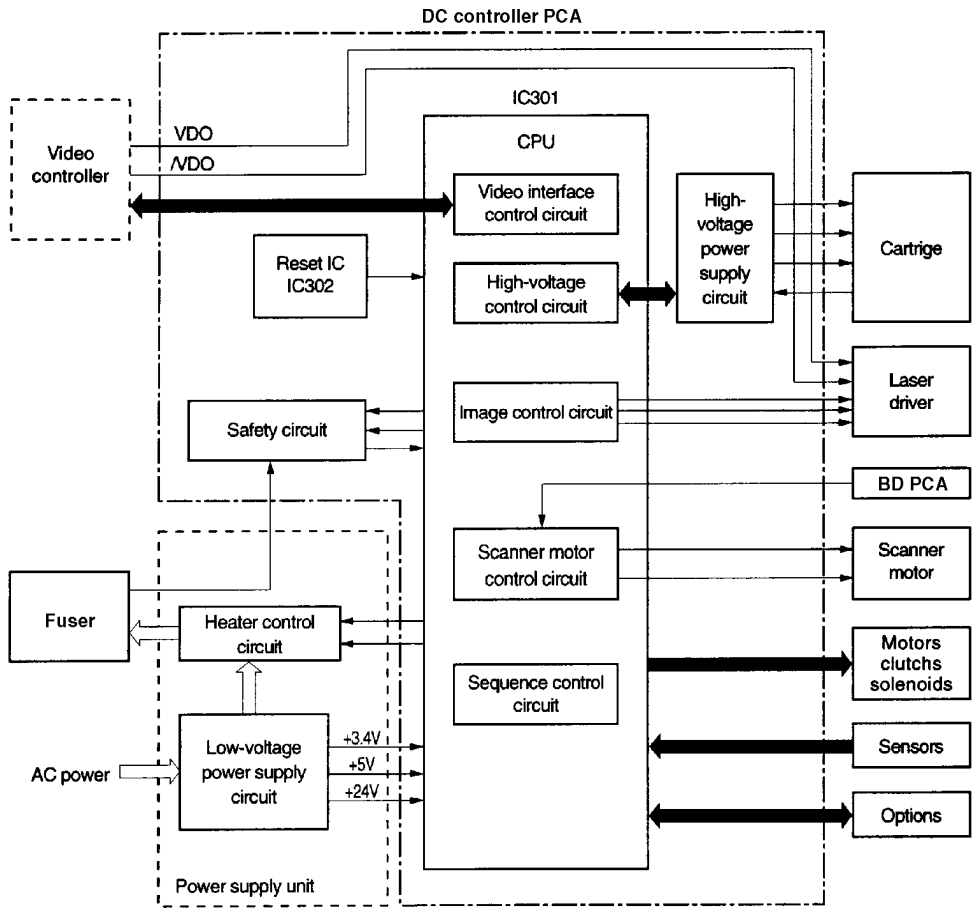 DC controller PCA
IC301
CPU
Video
controller
VDO
/VDO
Video interface
control circuit
High-
voltage
power
supply
circuit
Cartrige
Reset IC
IC302
High-voltage
control circuit
Laser
driver
Safety circuit
Image control circuit
BD PCA
Scanner motor
control circuit
Scanner
motor
Fuser
Heater control
circuit
Motors
clutchs
solenoids
Sequence control
circuit
Low-voltage
power supply
circuit
+3.4V
+5V
+24V
AC power
Sensors
Options
Power supply unit